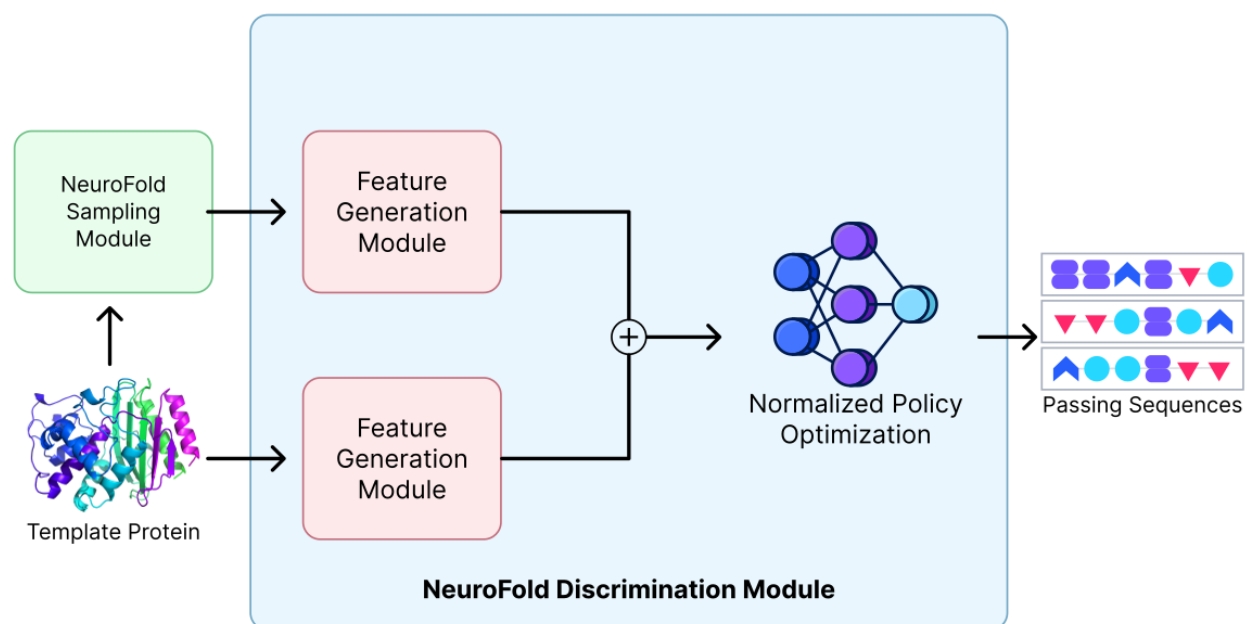 NeuroFold
Sampling
Module
Feature
Generation
Module
Feature
Generation
Module
+
Normalized Policy
Optimization
Passing Sequences
Template Protein
NeuroFold Discrimination Module